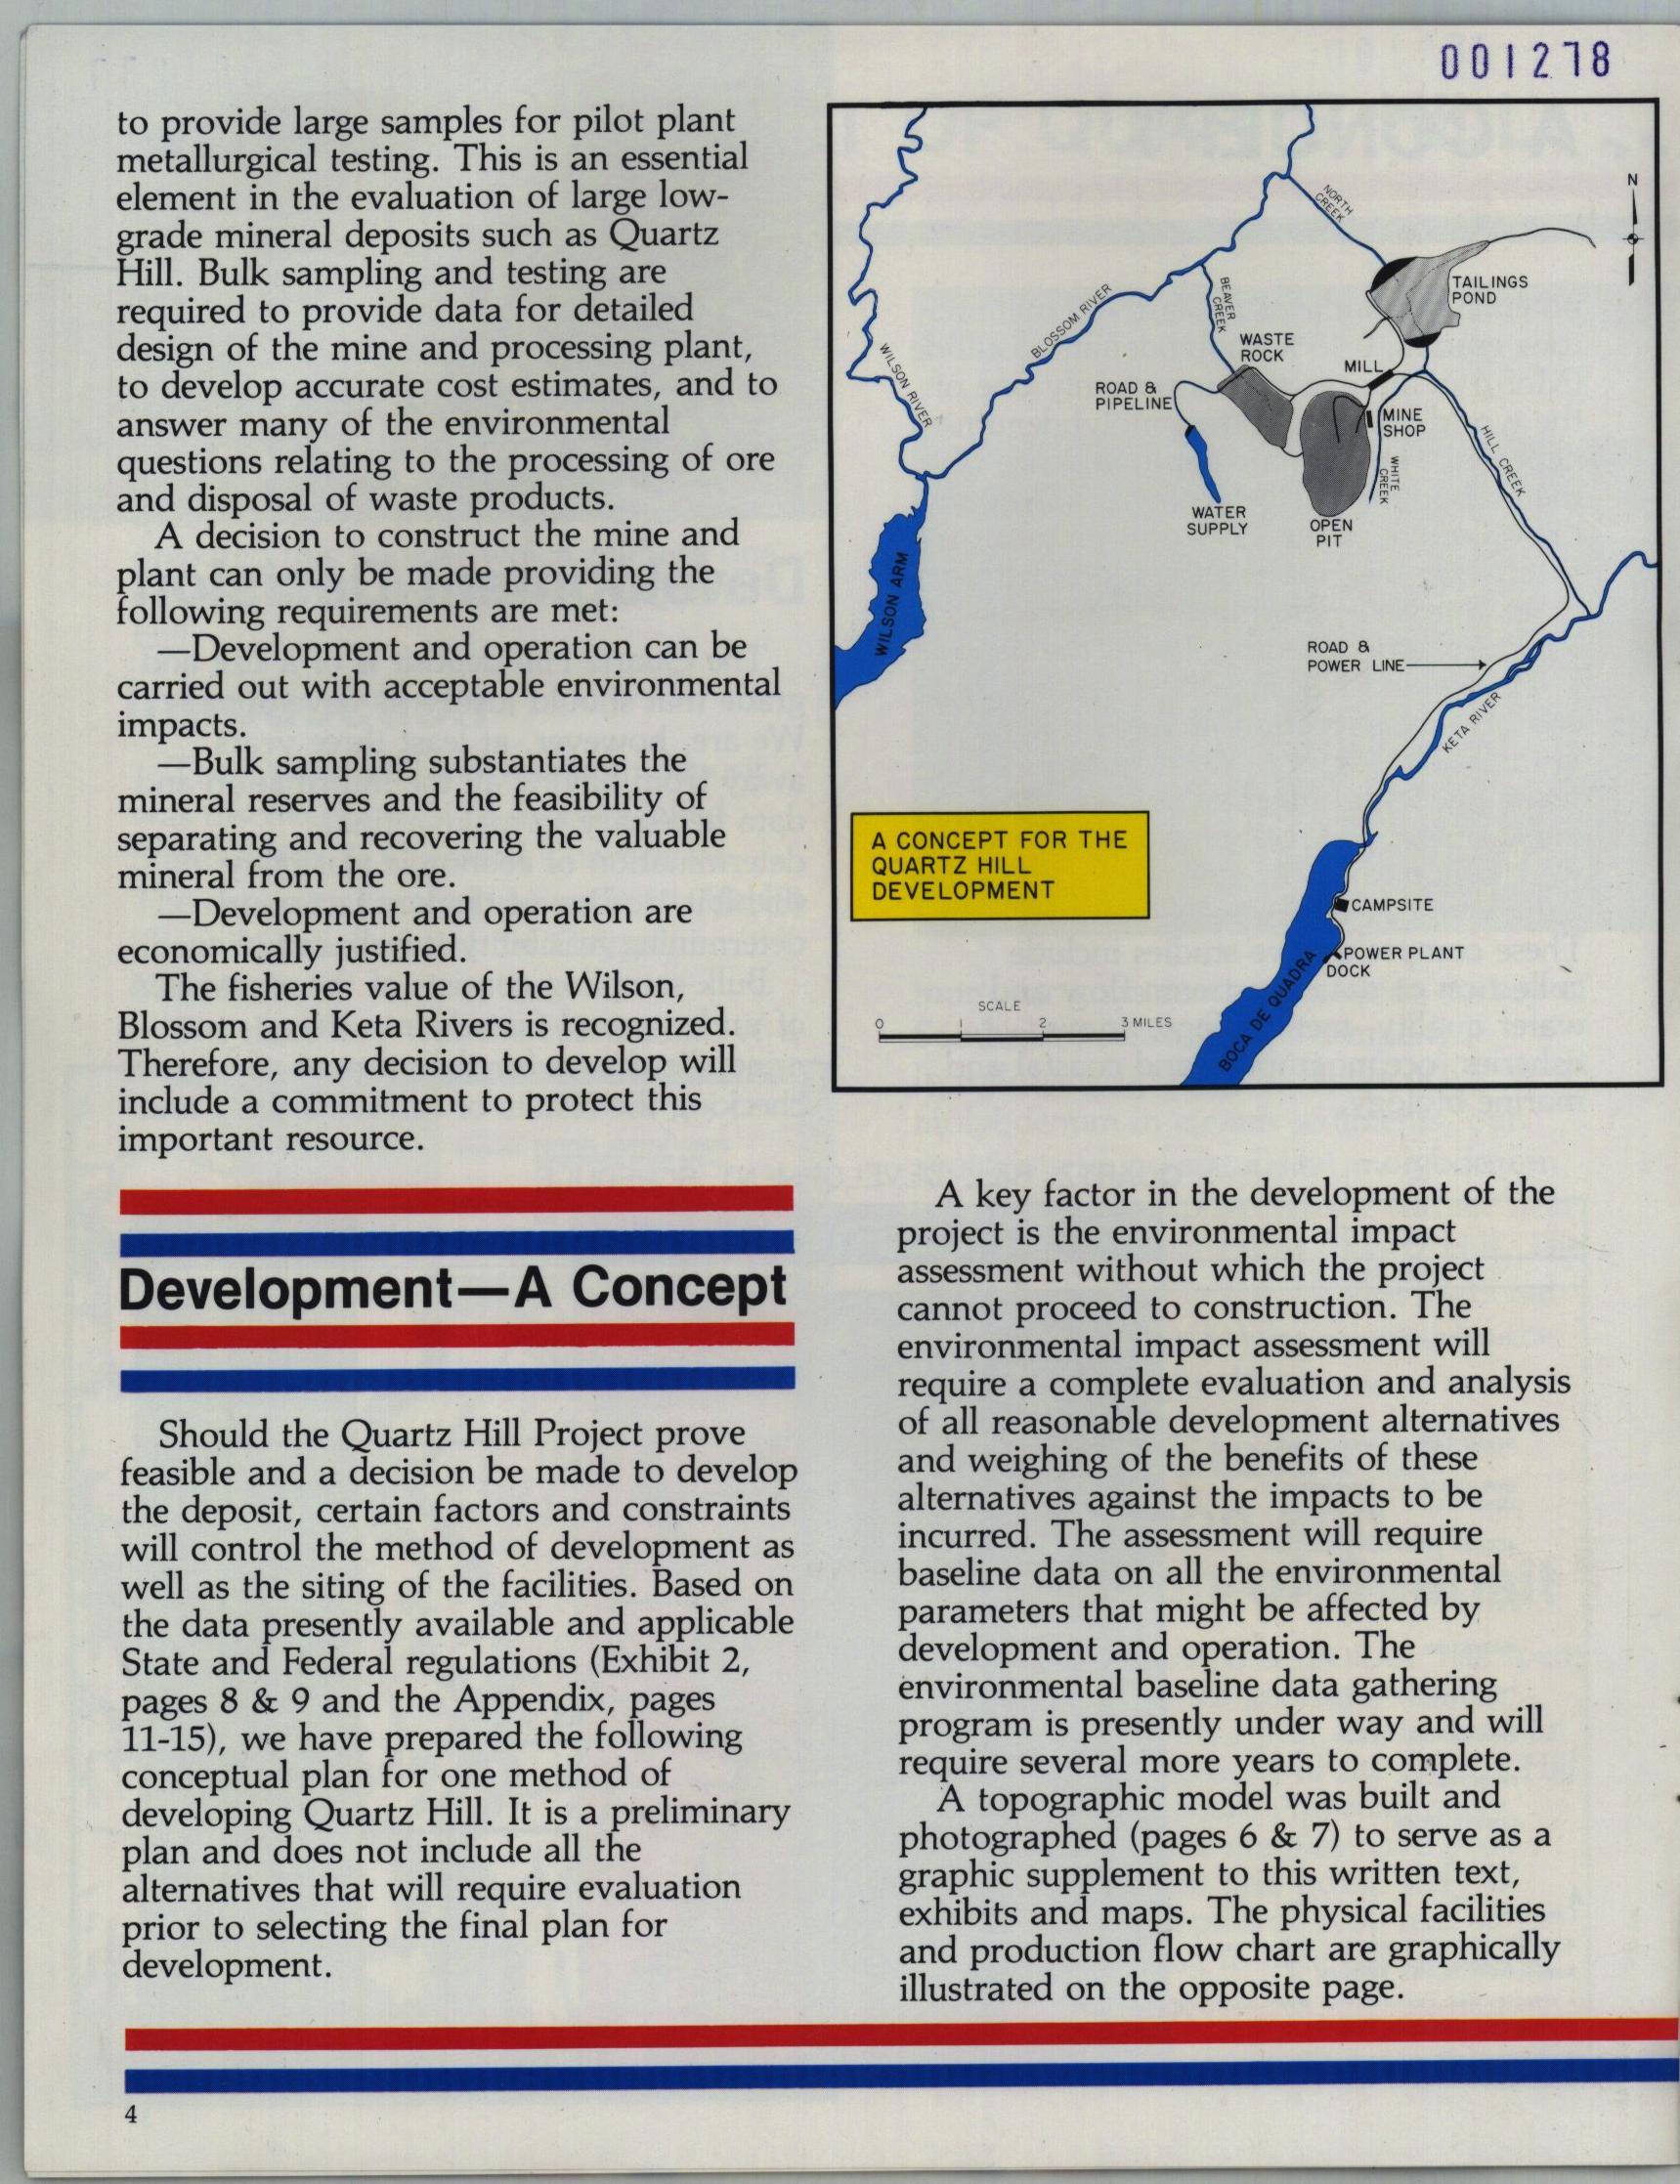 001278
to provide large samples for pilot plant
metallurgical testing. This is an essential
element in the evaluation of large low-
grade mineral deposits such as Quartz
Hill. Bulk sampling and testing are
required to provide data for detailed
design of the mine and processing plant,
to develop accurate cost estimates, and to
answer many of the environmental
questions relating to the processing of ore
and disposal of waste products.
A decision to construct the mine and
plant can only be made providing the
following requirements are met:
—Development and operation can be
carried out with acceptable environmental
impacts.
—Bulk sampling substantiates the
mineral reserves and the feasibility of
separating and recovering the valuable
mineral from the ore.
—Development and operation are
economically justified.
The fisheries value of the Wilson,
Blossom and Keta Rivers is recognized.
Therefore, any decision to develop will
include a commitment to protect this
important resource.
Development—A Concept
Should the Quartz Hill Project prove
feasible and a decision be made to develop
the deposit, certain factors and constraints
will control the method of development as
well as the siting of the facilities. Based on
the data presently available and applicable
State and Federal regulations (Exhibit 2,
pages 8 & 9 and the Appendix, pages
11-15), we have prepared the following
conceptual plan for one method of
developing Quartz Hill. It is a preliminary
plan and does not include all the
alternatives that will require evaluation
prior to selecting the final plan for
development.
N
NORTH
CREEK
TAILINGS
POND
BLOSSOM RIVER
BEAVER
CREEK
WASTE
ROCK
MILL
WILSON RIVER
ROAD &
PIPELINE
MINE
SHOP
HILL CREEK
WHITE
CREEK
WATER
SUPPLY
OPEN
PIT
WILSON ARM
ROAD &
POWER LINE
KETA RIVER
A CONCEPT FOR THE
QUARTZ HILL
DEVELOPMENT
CAMPSITE
POWER PLANT
DOCK
BOCA DE QUADRA
SCALE
0 1 2 3 MILES
A key factor in the development of the
project is the environmental impact
assessment without which the project
cannot proceed to construction. The
environmental impact assessment will
require a complete evaluation and analysis
of all reasonable development alternatives
and weighing of the benefits of these
alternatives against the impacts to be
incurred. The assessment will require
baseline data on all the environmental
parameters that might be affected by
development and operation. The
environmental baseline data gathering
program is presently under way and will
require several more years to complete.
A topographic model was built and
photographed (pages 6 & 7) to serve as a
graphic supplement to this written text,
exhibits and maps. The physical facilities
and production flow chart are graphically
illustrated on the opposite page.
4